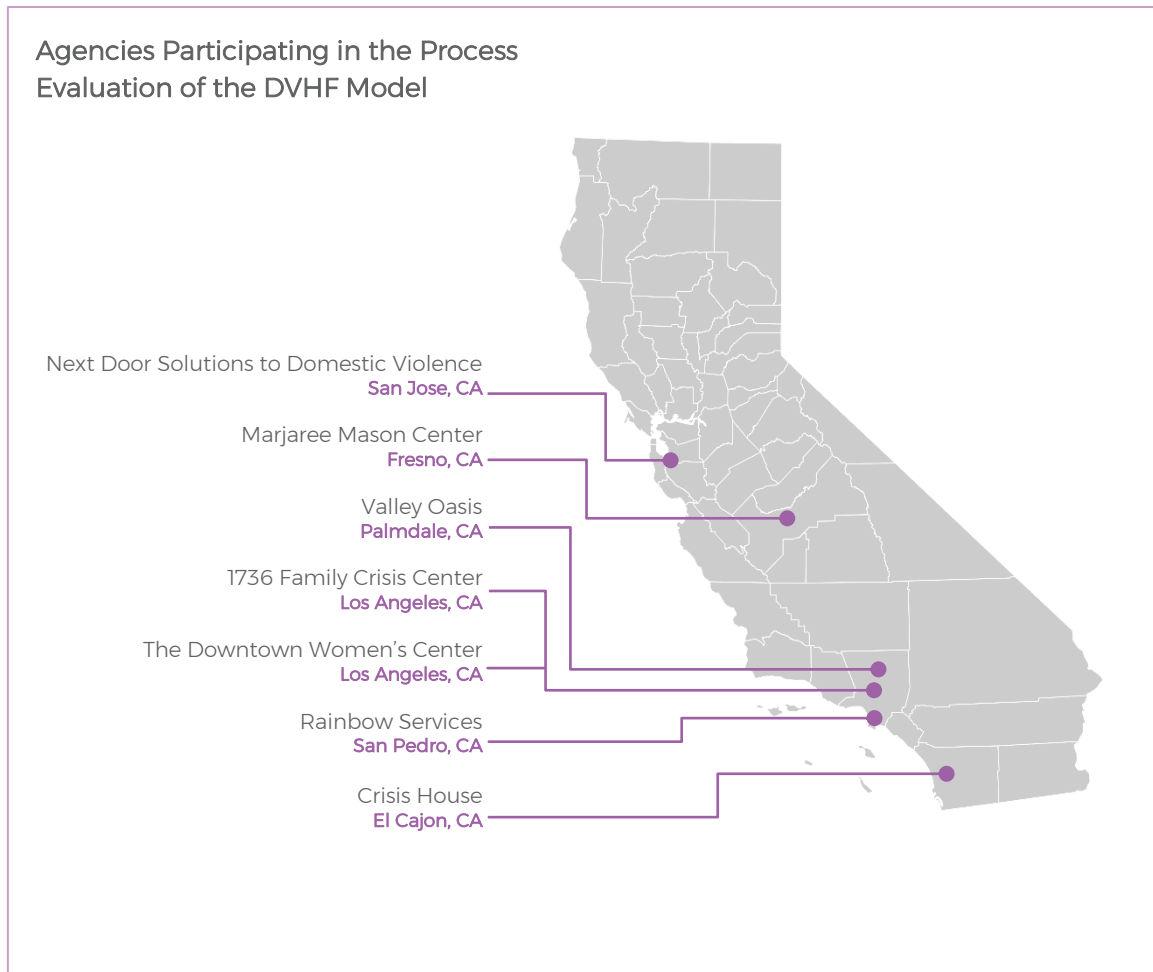 Agencies Participating in the Process
Evaluation of the DVHF Model
Next Door Solutions to Domestic Violence
San Jose, CA
Marjaree Mason Center
Fresno, CA
Valley Oasis
Palmdale, CA
1736 Family Crisis Center
Los Angeles, CA
The Downtown Women’s Center
Los Angeles, CA
Rainbow Services
San Pedro, CA
Crisis House
El Cajon, CA